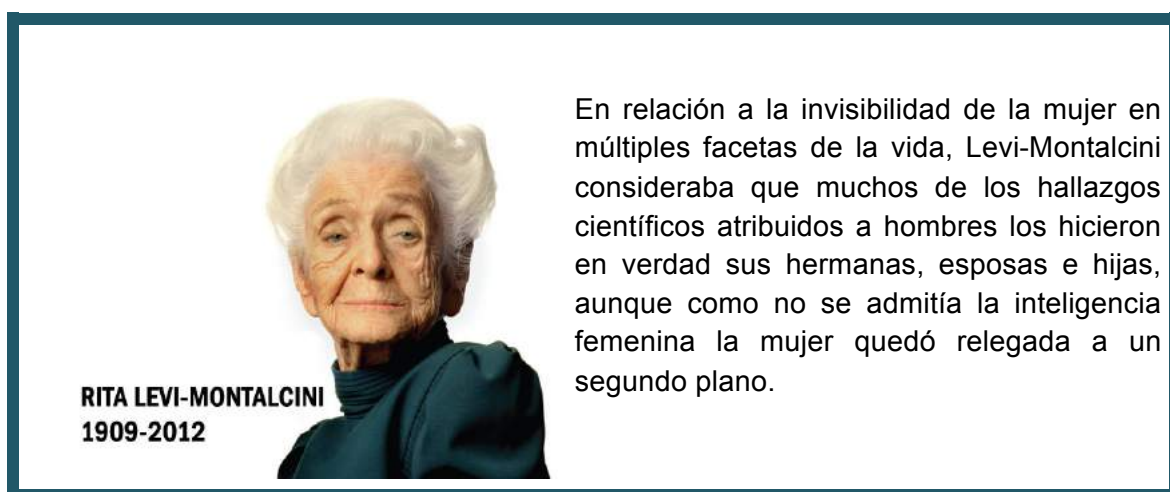 En relación a la invisibilidad de la mujer en
múltiples facetas de la vida, Levi-Montalcini
consideraba que muchos de los hallazgos
científicos atribuidos a hombres los hicieron
en verdad sus hermanas, esposas e hijas,
aunque como no se admitía la inteligencia
femenina la mujer quedó relegada a un
segundo plano.
RITA LEVI-MONTALCINI
1909-2012